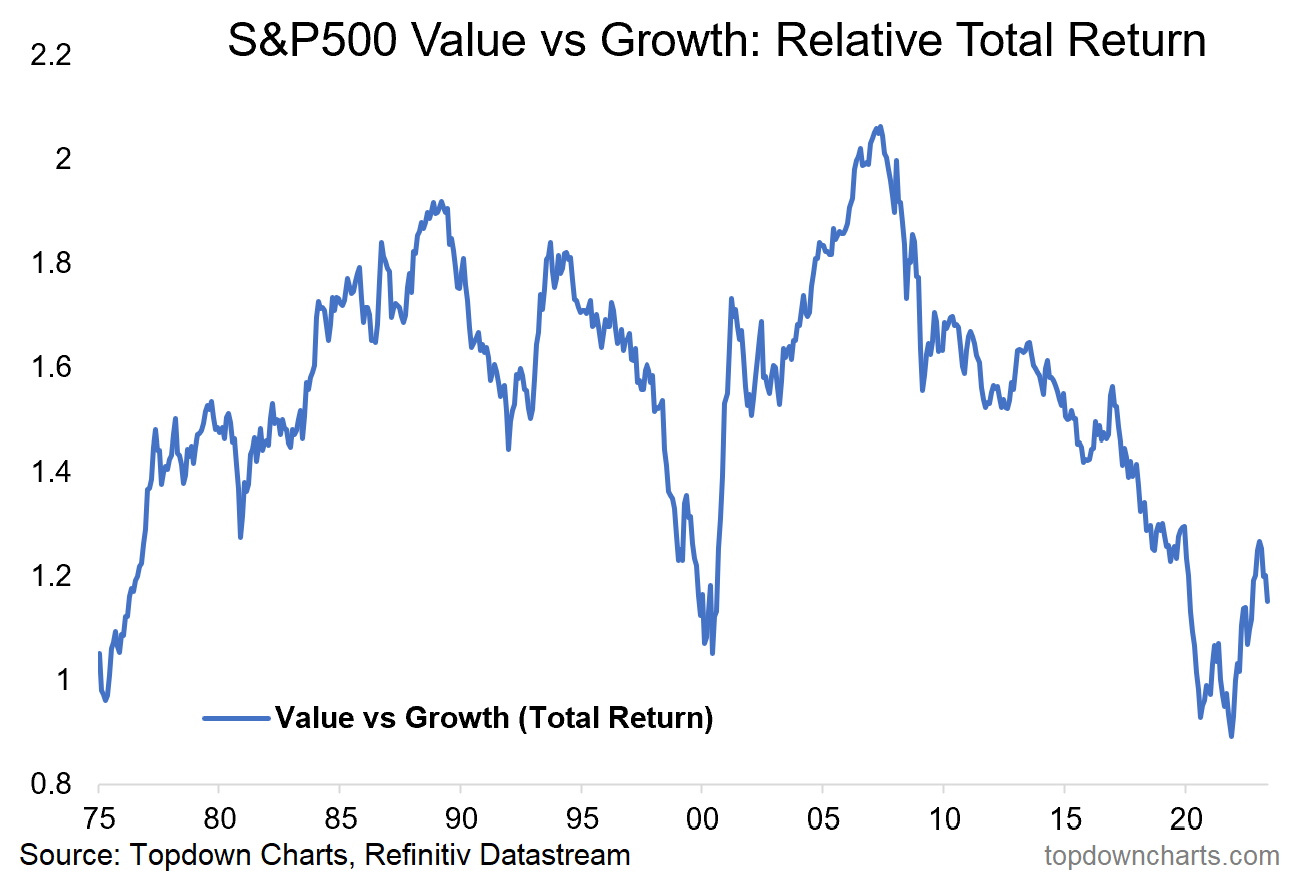 S&P500 Value vs Growth: Relative Total Return
2.2
2
1.8
1.6
1.4
1.2
1
0.8
Value vs Growth (Total Return)
75 80 85 90 95 00 05 10 15 20
Source: Topdown Charts, Refinitiv Datastream
topdowncharts.com